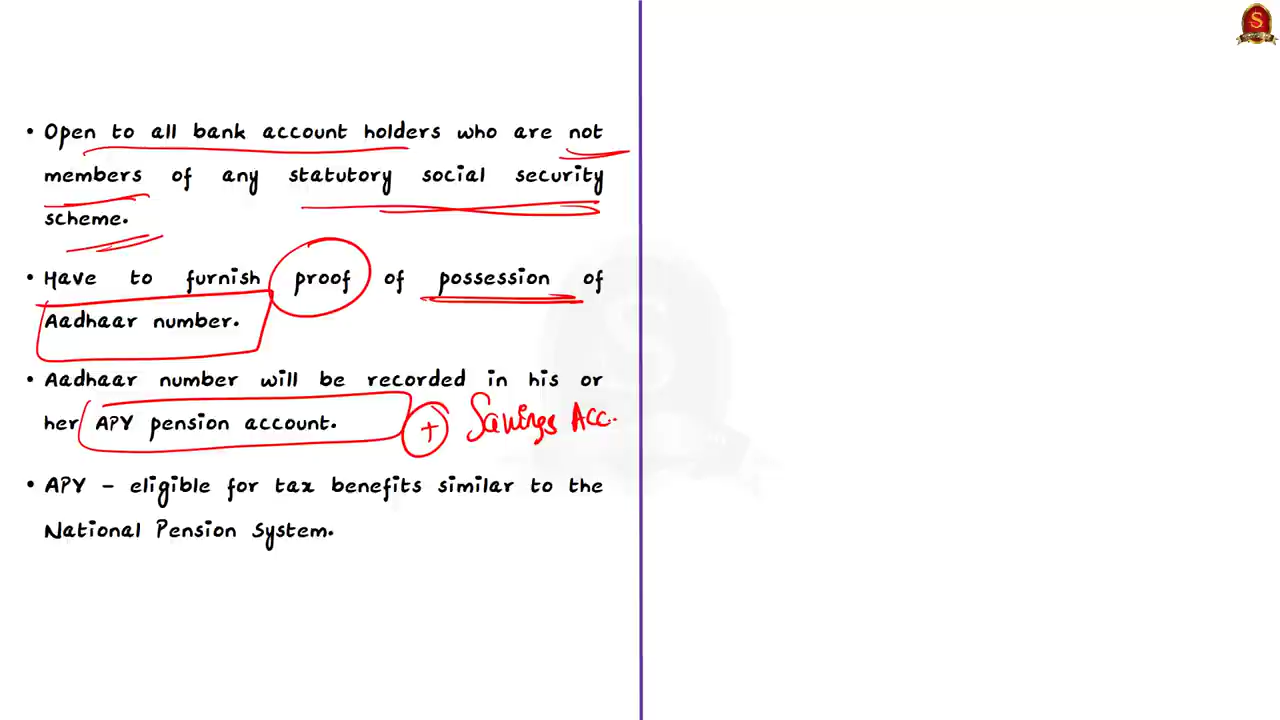 • Open to all bank account holders who are not
members of any statutory social security
scheme.
• Have to furnish proof of possession of
Aadhaar number.
• Aadhaar number will be recorded in his or
her APY pension account. + Savings Acc.
• APY – eligible for tax benefits similar to the
National Pension System.
S